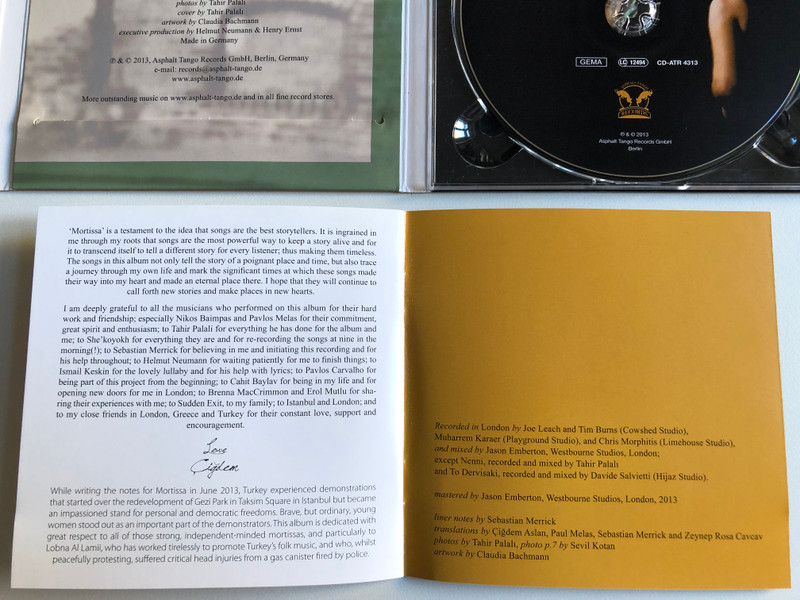 photos by Tahir Palalı
cover by Tahir Palalı
artwork by Claudia Bachmann
executive production by Helmut Neumann & Henry Ernst
Made in Germany
℗ & © 2013, Asphalt Tango Records GmbH, Berlin, Germany
e-mail: records@asphalt-tango.de
www.asphalt-tango.de
More outstanding music on www.asphalt-tango.de and in all fine record stores.
GEMA LC 12494 CD-ATR 4313
ASPHALT TANGO
RECORDS
℗ & © 2013
Asphalt Tango Records GmbH
Berlin
'Mortissa' is a testament to the idea that songs are the best storytellers. It is ingrained in
me through my roots that songs are the most powerful way to keep a story alive and for
it to transcend itself to tell a different story for every listener; thus making them timeless.
The songs in this album not only tell the story of a poignant place and time, but also trace
a journey through my own life and mark the significant times at which these songs made
their way into my heart and made an eternal place there. I hope that they will continue to
call forth new stories and make places in new hearts.
I am deeply grateful to all the musicians who performed on this album for their hard
work and friendship; especially Nikos Baimpas and Pavlos Melas for their commitment,
great spirit and enthusiasm; to Tahir Palali for everything he has done for the album and
me; to She'koyokh for everything they are and for re-recording the songs at nine in the
morning(!); to Sebastian Merrick for believing in me and initiating this recording and for
his help throughout; to Helmut Neumann for waiting patiently for me to finish things; to
Ismail Keskin for the lovely lullaby and for his help with lyrics; to Pavlos Carvalho for
being part of this project from the beginning; to Cahit Baylav for being in my life and for
opening new doors for me in London; to Brenna MacCrimmon and Erol Mutlu for sha-
ring their experiences with me; to Sudden Exit, to my family; to Istanbul and London; and
to my close friends in London, Greece and Turkey for their constant love, support and
encouragement.
Love
Çiğdem
While writing the notes for Mortissa in June 2013, Turkey experienced demonstrations
that started over the redevelopment of Gezi Park in Taksim Square in Istanbul but became
an impassioned stand for personal and democratic freedoms. Brave, but ordinary, young
women stood out as an important part of the demonstrators. This album is dedicated with
great respect to all of those strong, independent-minded mortissas, and particularly to
Lobna Al Lamii, who has worked tirelessly to promote Turkey's folk music, and who, whilst
peacefully protesting, suffered critical head injuries from a gas canister fired by police.
Recorded in London by Joe Leach and Tim Burns (Cowshed Studio),
Muharrem Karaer (Playground Studio), and Chris Morphitis (Limehouse Studio),
and mixed by Jason Emberton, Westbourne Studios, London;
except Nenni, recorded and mixed by Tahir Palalı
and To Dervisaki, recorded and mixed by Davide Salvietti (Hijaz Studio).
mastered by Jason Emberton, Westbourne Studios, London, 2013
liner notes by Sebastian Merrick
translations by Çiğdem Aslan, Paul Melas, Sebastian Merrick and Zeynep Rosa Cavcav
photos by Tahir Palalı, photo p.7 by Sevil Kotan
artwork by Claudia Bachmann